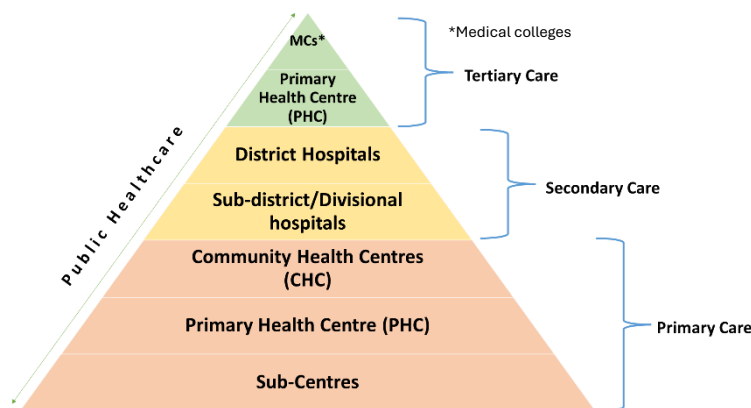 MCs*
*Medical colleges
Primary
Health Centre
(PHC)
Tertiary Care
Public Healthcare
District Hospitals
Secondary Care
Sub-district/Divisional
hospitals
Community Health Centres
(CHC)
Primary Health Centre (PHC)
Primary Care
Sub-Centres